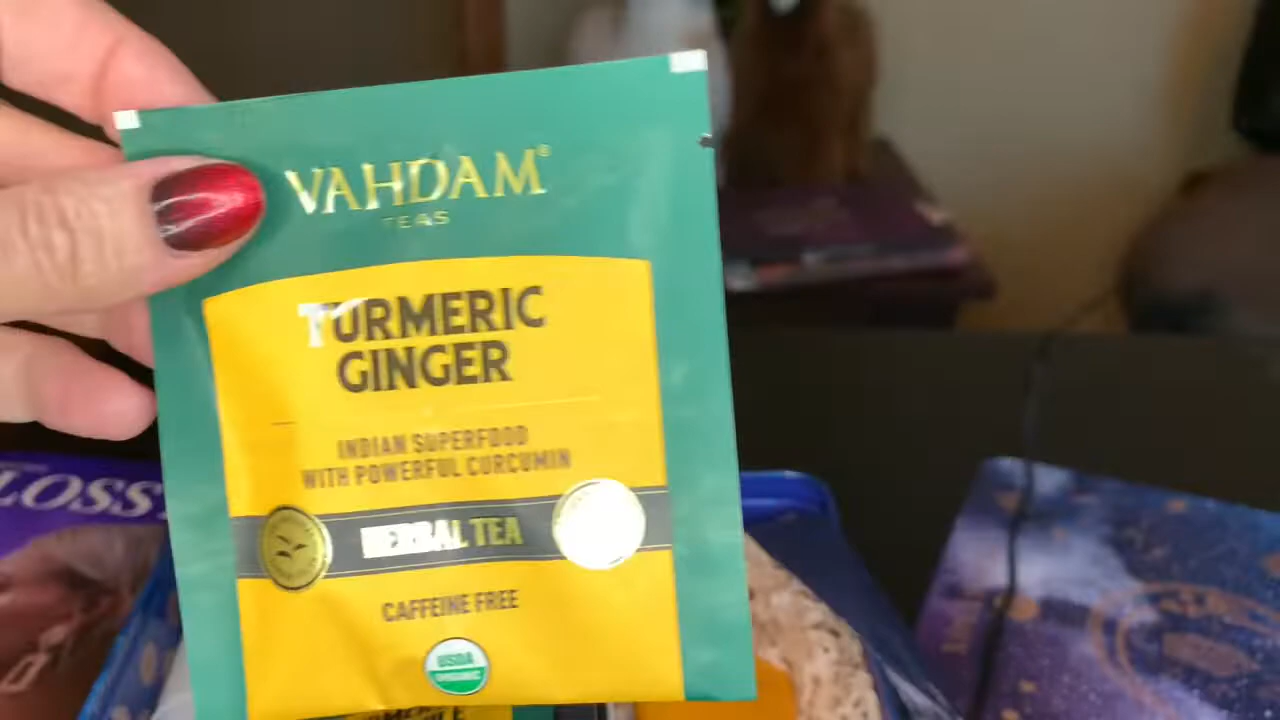 VAHDAM®
TEAS
TURMERIC
GINGER
INDIAN SUPERFOOD
WITH POWERFUL CURCUMIN
HERBAL TEA
CAFFEINE FREE
USDA
ORGANIC
LOSS